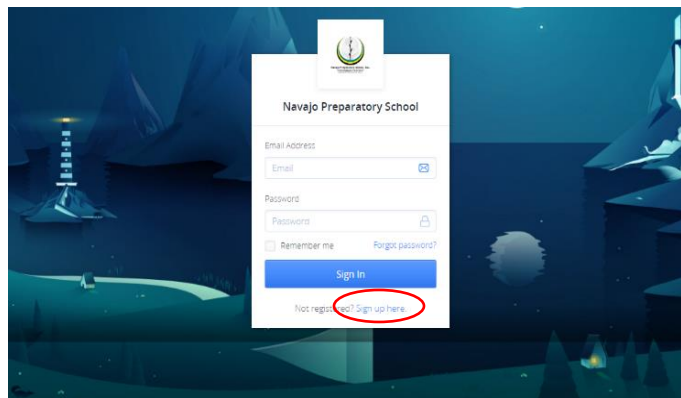 Navajo Preparatory School
Email Address
Email
Password
Password
Remember me Forgot password?
Sign In
Not registered? Sign up here.